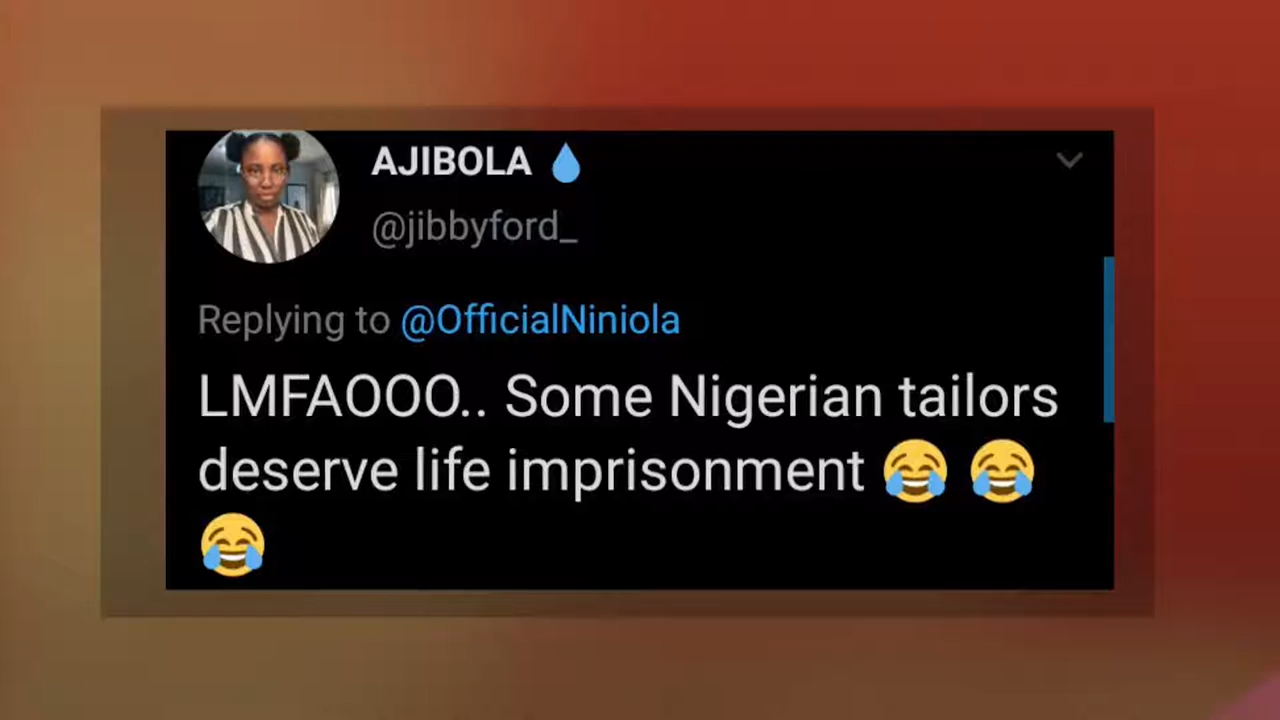 AJIBOLA 💧
@jibbyford_
Replying to @OfficialNiniola
LMFAOOO.. Some Nigerian tailors
deserve life imprisonment 😂 😂
😂